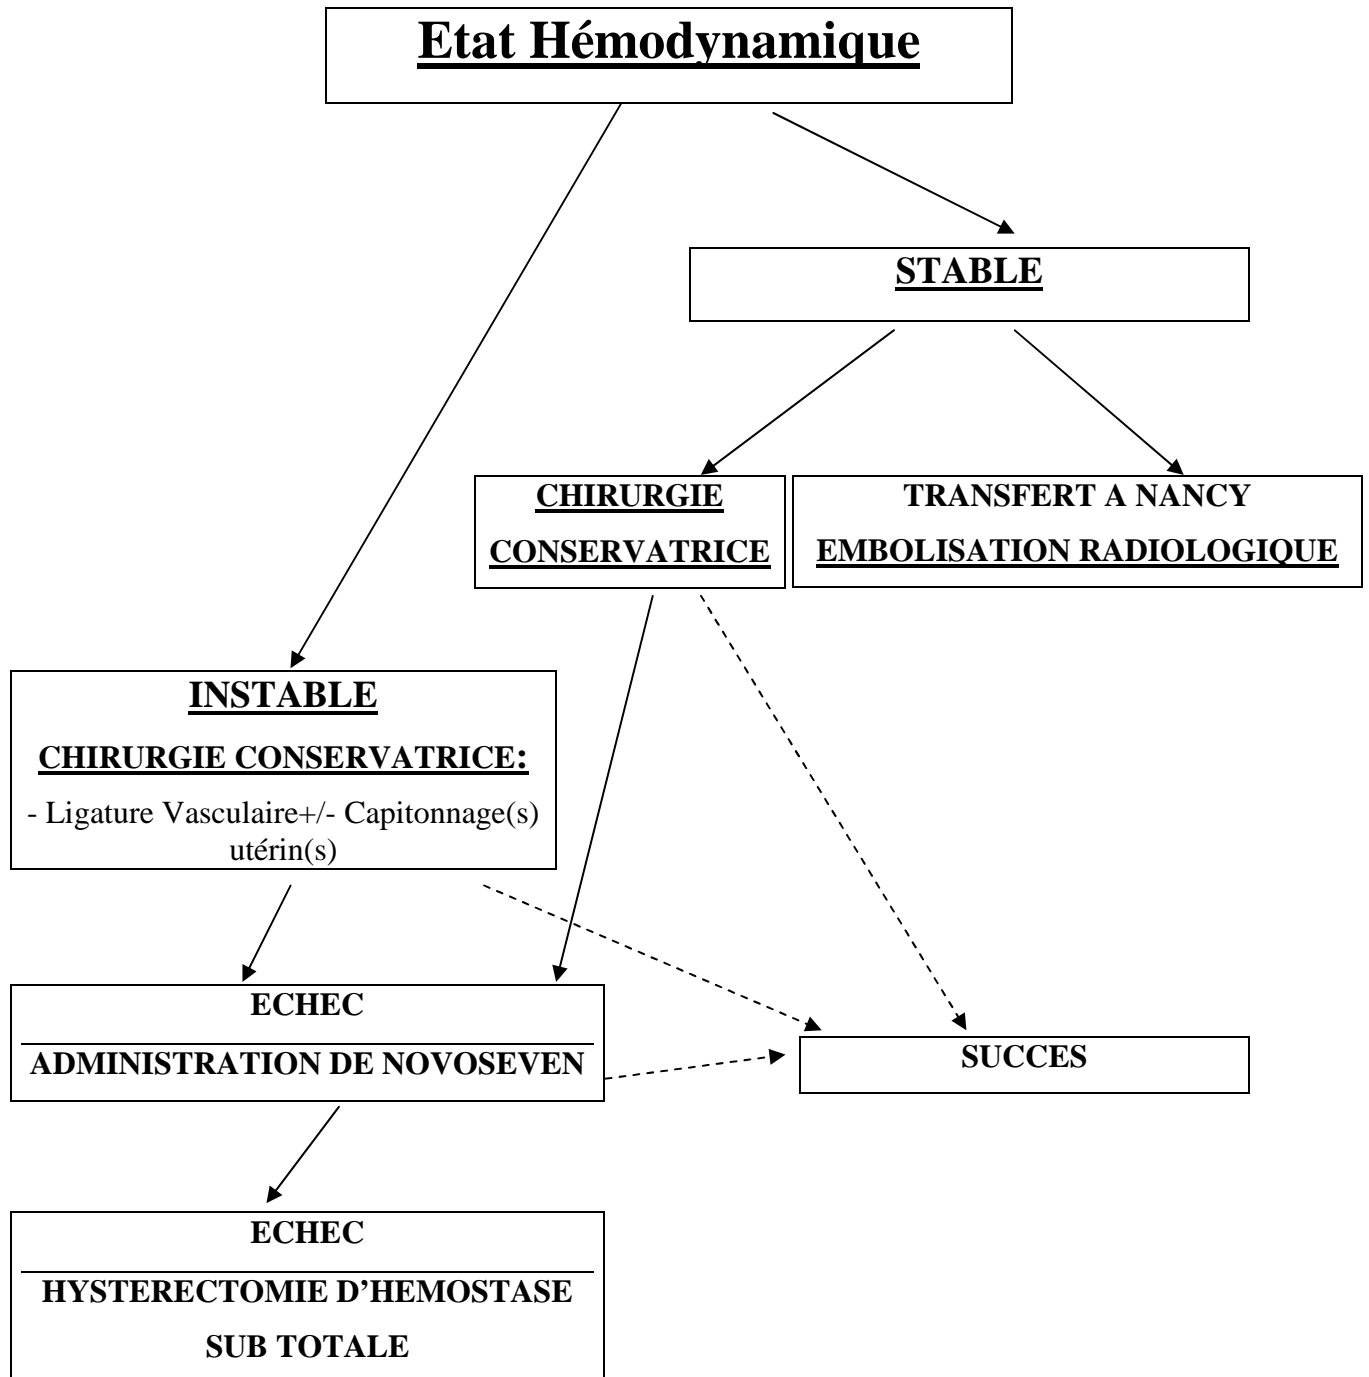 Etat Hémodynamique
STABLE
CHIRURGIE
CONSERVATRICE
TRANSFERT A NANCY
EMBOLISATION RADIOLOGIQUE
INSTABLE
CHIRURGIE CONSERVATRICE:
- Ligature Vasculaire+/- Capitonnage(s)
utérin(s)
ECHEC
ADMINISTRATION DE NOVOSEVEN
SUCCES
ECHEC
HYSTERECTOMIE D’HEMOSTASE
SUB TOTALE